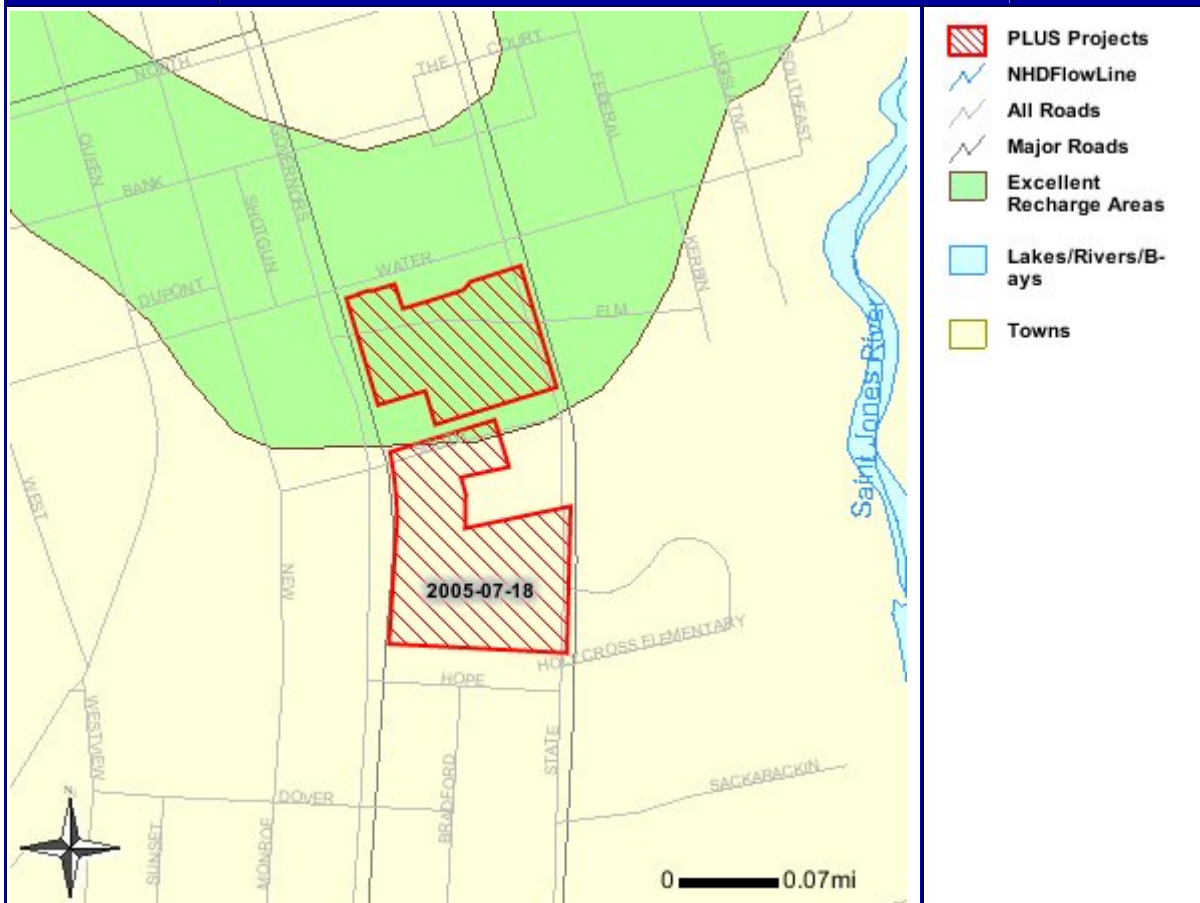 THE COURT
NORTH
FEDERAL
LEGISLATIVE
SOUTHEAST
QUEEN
GOVERNORS
BANK
SHOTGUN
WATER
KERBIN
DUPONT
ELM
Saint Jones River
WEST
NEW
2005-07-18
HOLY CROSS ELEMENTARY
HOPE
WESTVIEW
STATE
BRADFORD
SACKARACKIN
DOVER
SUNSET
MONROE
N
0 0.07mi
PLUS Projects
NHDFlowLine
All Roads
Major Roads
Excellent
Recharge Areas
Lakes/Rivers/B-
ays
Towns